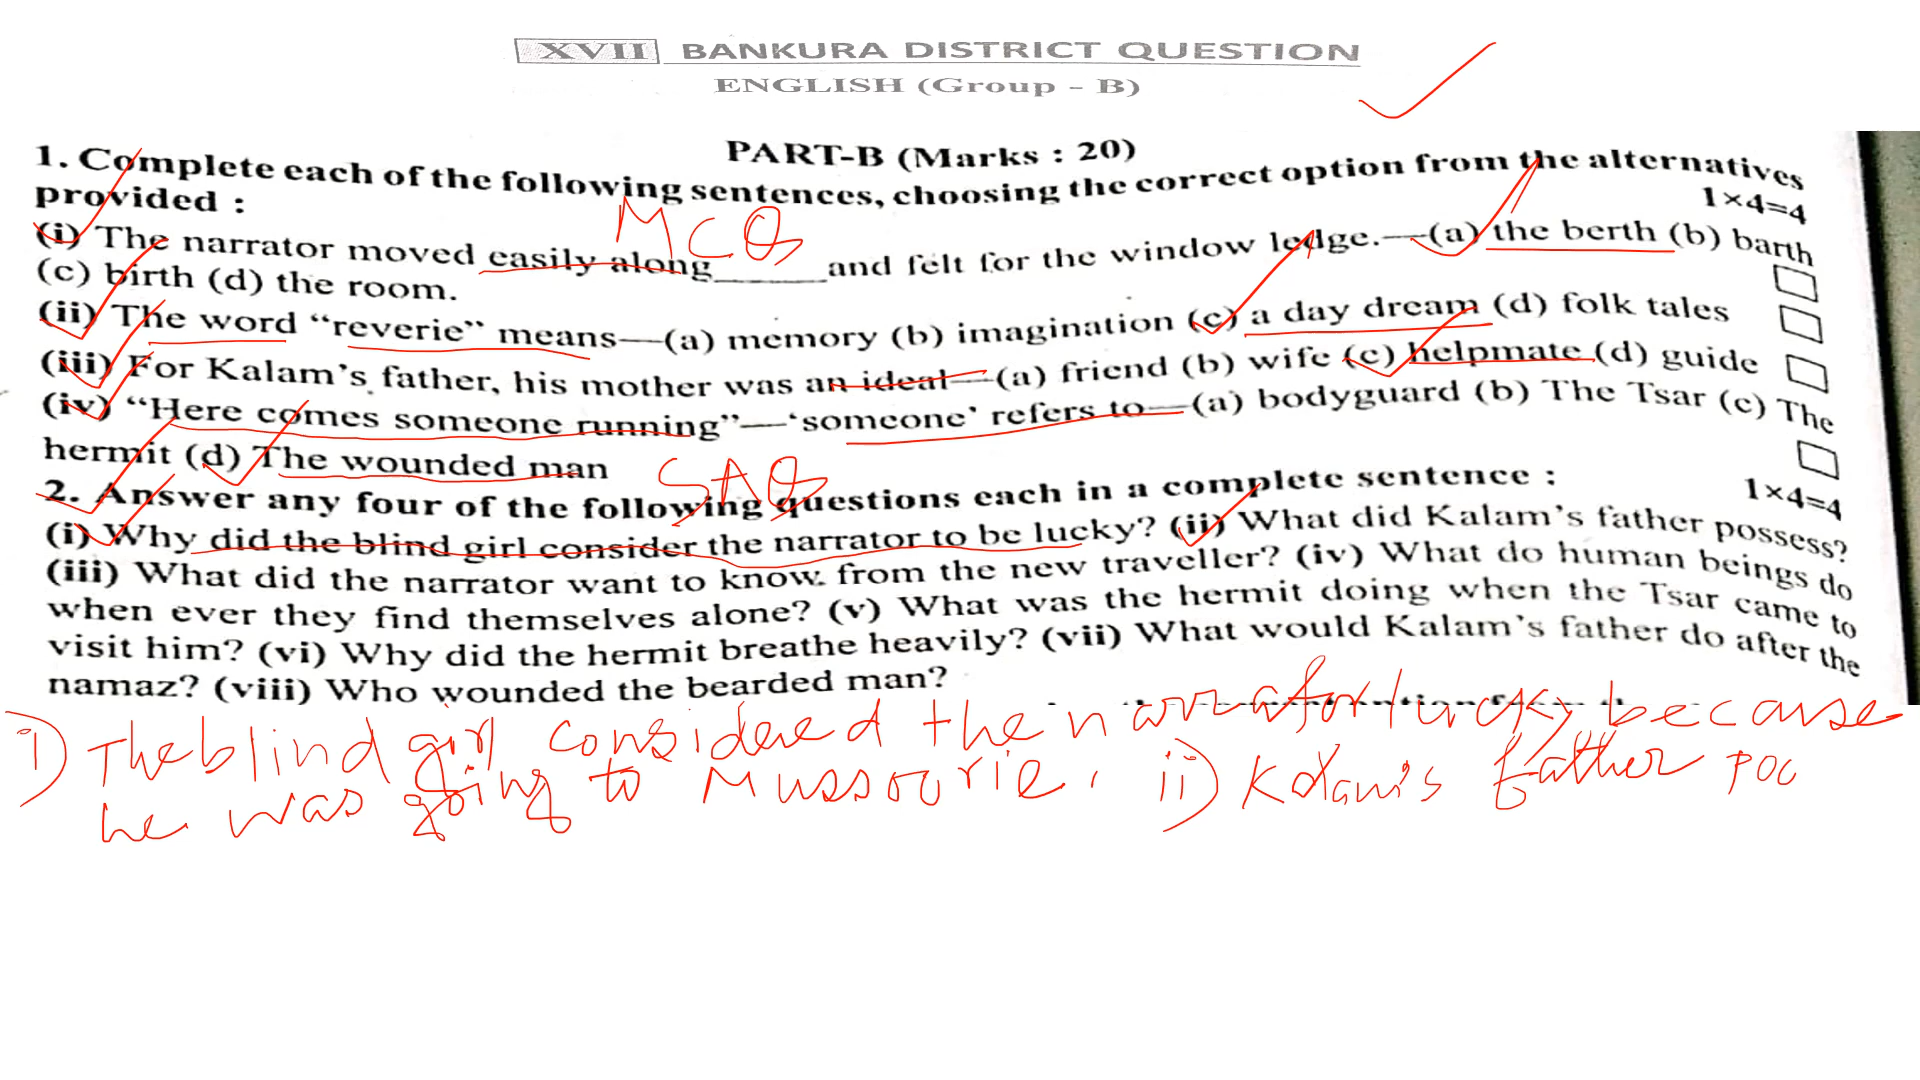 XVII BANKURA DISTRICT QUESTION
ENGLISH (Group - B)
PART-B (Marks : 20)
1. Complete each of the following sentences, choosing the correct option from the alternatives
provided : 1×4=4
MCQ
(i) The narrator moved easily along______and felt for the window ledge.—(a) the berth (b) barth
(c) birth (d) the room.
(ii) The word “reverie” means—(a) memory (b) imagination (c) a day dream (d) folk tales
(iii) For Kalam’s father, his mother was an ideal—(a) friend (b) wife (c) helpmate (d) guide
(iv) “Here comes someone running”—‘someone’ refers to—(a) bodyguard (b) The Tsar (c) The
hermit (d) The wounded man
SAQ
2. Answer any four of the following questions each in a complete sentence : 1×4=4
(i) Why did the blind girl consider the narrator to be lucky? (ii) What did Kalam’s father possess?
(iii) What did the narrator want to know from the new traveller? (iv) What do human beings do
when ever they find themselves alone? (v) What was the hermit doing when the Tsar came to
visit him? (vi) Why did the hermit breathe heavily? (vii) What would Kalam’s father do after the
namaz? (viii) Who wounded the bearded man?
i) The blind girl considered the narrator lucky because
he was going to Mussourie. ii) Kalam's father poo